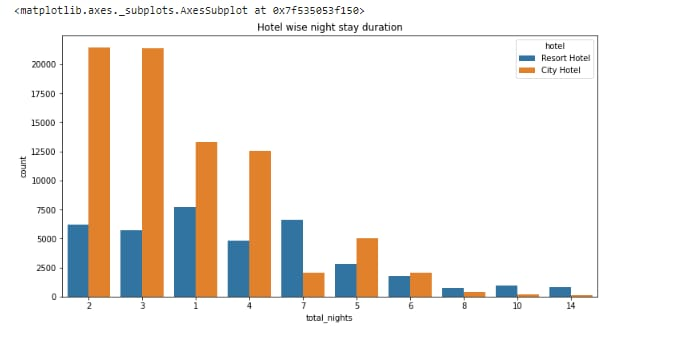 <matplotlib.axes._subplots.AxesSubplot at 0x7f535053f150>
Hotel wise night stay duration
hotel
Resort Hotel
City Hotel
20000
17500
15000
12500
10000
7500
5000
2500
0
count
2 3 1 4 7 5 6 8 10 14
total_nights